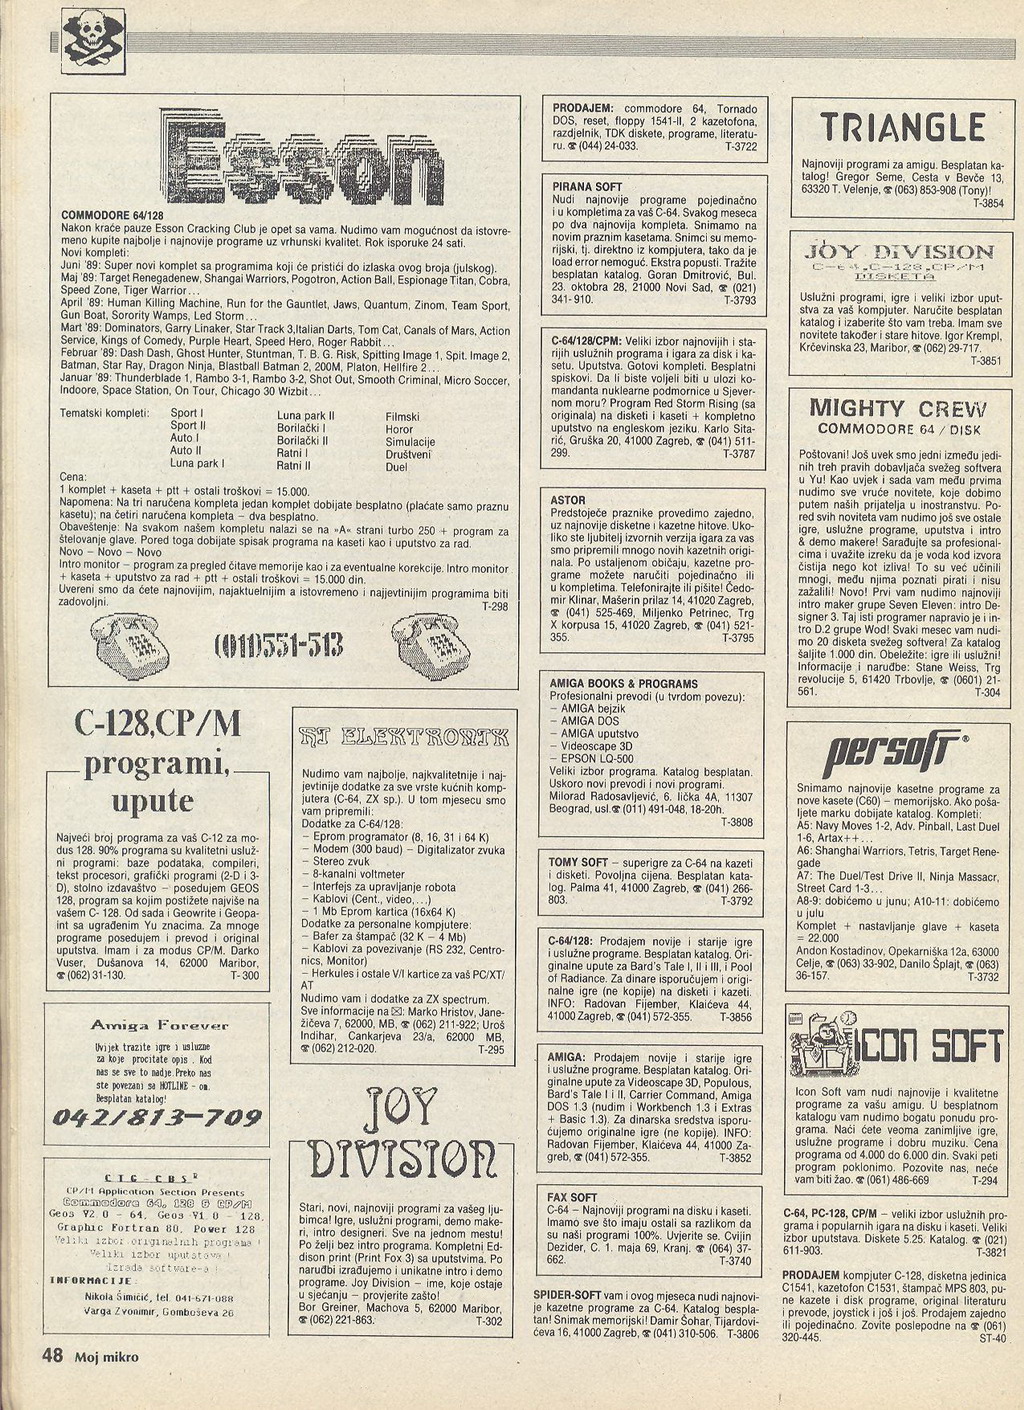 Esson
COMMODORE 64/128
Nakon kraće pauze Esson Cracking Club je opet sa vama. Nudimo vam mogućnost da istovre-
meno kupite najbolje i najnovije programe uz vrhunski kvalitet. Rok isporuke 24 sati.
Novi kompleti:
Juni '89: Super novi komplet sa programima koji će pristići do izlaska ovog broja (julskog).
Maj '89: Target Renegadenew, Shangai Warriors, Pogotron, Action Ball, Espionage Titan, Cobra,
Speed Zone, Tiger Warrior...
April '89: Human Killing Machine, Run for the Gauntlet, Jaws, Quantum, Zinom, Team Sport,
Gun Boat, Sorority Wamps, Led Storm...
Mart '89: Dominators, Garry Linaker, Star Track 3,Italian Darts, Tom Cat, Canals of Mars, Action
Service, Kings of Comedy, Purple Heart, Speed Hero, Roger Rabbit...
Februar '89: Dash Dash, Ghost Hunter, Stuntman, T. B. G. Risk, Spitting Image 1, Spit. Image 2,
Batman, Star Ray, Dragon Ninja, Blastball Batman 2, 200M, Platon, Hellfire 2...
Januar '89: Thunderblade 1, Rambo 3-1, Rambo 3-2, Shot Out, Smooth Criminal, Micro Soccer,
Indoore, Space Station, On Tour, Chicago 30 Wizbit...
Tematski kompleti: Sport I Luna park II Filmski
Sport II Borilački I Horor
Auto I Borilački II Simulacije
Auto II Ratni I Društveni
Luna park I Ratni II Duel
Cena:
1 komplet + kaseta + ptt + ostali troškovi = 15.000.
Napomena: Na tri naručena kompleta jedan komplet dobijate besplatno (plaćate samo praznu
kasetu); na četiri naručena kompleta – dva besplatno.
Obaveštenje: Na svakom našem kompletu nalazi se na »A« strani turbo 250 + program za
štelovanje glave. Pored toga dobijate spisak programa na kaseti kao i uputstvo za rad.
Novo – Novo – Novo
Intro monitor – program za pregled čitave memorije kao i za eventualne korekcije. Intro monitor
+ kaseta + uputstvo za rad + ptt + ostali troškovi = 15.000 din.
Uvereni smo da ćete najnovijim, najaktuelnijim a istovremeno i najjevtinijim programima biti
zadovoljni. T-298
(011)551-513
C-128,CP/M
programi,
upute
Najveći broj programa za vaš C-12 za mo-
dus 128. 90% programa su kvalitetni usluž-
ni programi: baze podataka, compileri,
tekst procesori, grafički programi (2-D i 3-
D), stolno izdavaštvo – posedujem GEOS
128, program sa kojim postižete najviše na
vašem C- 128. Od sada i Geowrite i Geopa-
int sa ugrađenim Yu znacima. Za mnoge
programe posedujem i prevod i original
uputstva. Imam i za modus CP/M. Darko
Vuser, Dušanova 14, 62000 Maribor,
☎(062) 31-130. T- 300
Amiga Forever
Uvijek trazite igre i usluzne
za koje procitate opis . Kod
nas se sve to nadje.Preko nas
ste povezani sa HOTLINE - om.
Besplatan katalog!
042/813-709
CTG-CBS
CP/M Application Section Presents
Commodore 64, 128 & CP/M
Geos V2.0 - 64, Geos V1.0 - 128,
Graphic Fortran 80, Power 128
Veliki izbor originalnih programa !
Veliki izbor uputstava !
Izrada software-a !
INFORMACIJE
Nikola Šimičić, tel. 041-671-088
Varga Zvonimir, Gomboševa 26
RT ELEKTRONIK
Nudimo vam najbolje, najkvalitetnije i naj-
jevtinije dodatke za sve vrste kućnih komp-
jutera (C-64, ZX sp.). U tom mjesecu smo
vam pripremili:
Dodatke za C-64/128:
– Eprom programator (8, 16, 31 i 64 K)
– Modem (300 baud) – Digitalizator zvuka
– Stereo zvuk
– 8-kanalni voltmeter
– Interfejs za upravljanje robota
– Kablovi (Cent., video,...)
– 1 Mb Eprom kartica (16x64 K)
Dodatke za personalne kompjutere:
– Bafer za štampač (32 K – 4 Mb)
– Kablovi za povezivanje (RS 232, Centro-
nics, Monitor)
– Herkules i ostale V/I kartice za vaš PC/XT/
AT
Nudimo vam i dodatke za ZX spectrum.
Sve informacije na ✉: Marko Hristov, Jane-
žičeva 7, 62000, MB, ☎ (062) 211-922; Uroš
Indihar, Cankarjeva 23/a, 62000 MB,
☎ (062) 212-020. T-295
JOY
DIVISION
Stari, novi, najnoviji programi za vašeg lju-
bimca! Igre, uslužni programi, demo make-
ri, intro designeri. Sve na jednom mestu!
Po želji bez intro programa. Kompletni Ed-
dison print (Print Fox 3) sa uputstvima. Po
narudbi izrađujemo i unikatne intro i demo
programe. Joy Division – ime, koje ostaje
u sjećanju – provjerite zašto!
Bor Greiner, Machova 5, 62000 Maribor,
☎ (062) 221-863. T-302
PRODAJEM: commodore 64, Tornado
DOS, reset, floppy 1541-II, 2 kazetofona,
razdjelnik, TDK diskete, programe, literatu-
ru. ☎ (044) 24-033. T-3722
PIRANA SOFT
Nudi najnovije programe pojedinačno
i u kompletima za vaš C-64. Svakog meseca
po dva najnovija kompleta. Snimamo na
novim praznim kasetama. Snimci su memo-
rijski, tj. direktno iz kompjutera, tako da je
load error nemoguć. Ekstra popusti. Tražite
besplatan katalog. Goran Dmitrović, Bul.
23. oktobra 28, 21000 Novi Sad, ☎ (021)
341-910. T-3793
C-64/128/CPM: Veliki izbor najnovijih i sta-
rijih uslužnih programa i igara za disk i ka-
setu. Uputstva. Gotovi kompleti. Besplatni
spiskovi. Da li biste voljeli biti u ulozi ko-
mandanta nuklearne podmornice u Sjever-
nom moru? Program Red Storm Rising (sa
originala) na disketi i kaseti + kompletno
uputstvo na engleskom jeziku. Karlo Sita-
rić, Gruška 20, 41000 Zagreb, ☎ (041) 511-
299. T-3787
ASTOR
Predstojeće praznike provedimo zajedno,
uz najnovije disketne i kazetne hitove. Uko-
liko ste ljubitelj izvornih verzija igara za vas
smo pripremili mnogo novih kazetnih origi-
nala. Po ustaljenom običaju, kazetne pro-
grame možete naručiti pojedinačno ili
u kompletima. Telefonirajte ili pišite! Čedo-
mir Klinar, Mašerin prilaz 14, 41020 Zagreb,
☎ (041) 525-469, Miljenko Petrinec, Trg
X korpusa 15, 41020 Zagreb, ☎ (041) 521-
355. T-3795
AMIGA BOOKS & PROGRAMS
Profesionalni prevodi (u tvrdom povezu):
– AMIGA bejzik
– AMIGA DOS
– AMIGA uputstvo
– Videoscape 3D
– EPSON LQ-500
Veliki izbor programa. Katalog besplatan.
Uskoro novi prevodi i novi programi.
Milorad Radosavljević, 6. lička 4A, 11307
Beograd, usl.☎ (011) 491-048, 18-20h.
T-3808
TOMY SOFT – superigre za C-64 na kazeti
i disketi. Povoljna cijena. Besplatan kata-
log. Palma 41, 41000 Zagreb, ☎ (041) 266-
803. T-3792
C-64/128: Prodajem novije i starije igre
i uslužne programe. Besplatan katalog. Ori-
ginalne upute za Bard's Tale I, II i III, i Pool
of Radiance. Za dinare isporučujem i origi-
nalne igre (ne kopije) na disketi i kazeti.
INFO: Radovan Fijember, Klaićeva 44,
41000 Zagreb, ☎ (041) 572-355. T-3856
AMIGA: Prodajem novije i starije igre
i uslužne programe. Besplatan katalog. Ori-
ginalne upute za Videoscape 3D, Populous,
Bard's Tale I i II, Carrier Command, Amiga
DOS 1.3 (nudim i Workbench 1.3 i Extras
+ Basic 1.3). Za dinarska sredstva isporu-
ćujemo originalne igre (ne kopije). INFO:
Radovan Fijember, Klaićeva 44, 41000 Za-
greb, ☎ (041) 572-355. T-3852
FAX SOFT
C-64 – Najnoviji programi na disku i kaseti.
Imamo sve što imaju ostali sa razlikom da
su naši programi 100%. Uvjerite se. Cvijin
Dezider, C. 1. maja 69, Kranj, ☎ (064) 37-
662. T-3740
SPIDER-SOFT vam i ovog mjeseca nudi najnovi-
je kazetne programe za C-64. Katalog bespla-
tan! Snimak memorijski! Damir Šohar, Tijardovi-
ćeva 16, 41000 Zagreb, ☎ (041) 310-506. T-3806
TRIANGLE
Najnoviji programi za amigu. Besplatan ka-
talog! Gregor Seme, Cesta v Bevče 13,
63320 T. Velenje, ☎ (063) 853-908 (Tony)!
T-3854
JOY DIVISION
C-64,C-128,CP/M
DISKETA
Uslužni programi, igre i veliki izbor uput-
stva za vaš kompjuter. Naručite besplatan
katalog i izaberite što vam treba. Imam sve
novitete također i stare hitove. Igor Krempl,
Krčevinska 23, Maribor, ☎ (062) 29-717.
T-3851
MIGHTY CREW
COMMODORE 64 / DISK
Poštovani! Još uvek smo jedni između jedi-
nih treh pravih dobavljača svežeg softvera
u Yu! Kao uvjek i sada vam među prvima
nudimo sve vruće novitete, koje dobimo
putem naših prijatelja u inostranstvu. Po-
red svih noviteta vam nudimo još sve ostale
igre, uslužne programe, uputstva i intro
& demo makere! Sarađujte sa profesional-
cima i uvažite izreku da je voda kod izvora
čistija nego kot izliva! To su već učinili
mnogi, među njima poznati pirati i nisu
zažalili! Novo! Prvi vam nudimo najnoviji
intro maker grupe Seven Eleven: intro De-
signer 3. Taj isti programer napravio je i in-
tro D.2 grupe Wod! Svaki mesec vam nudi-
mo 20 disketa svežeg softvera! Za katalog
šaljite 1.000 din. Obeležite: igre ili uslužni!
Informacije i narudbe: Stane Weiss, Trg
revolucije 5, 61420 Trbovlje, ☎ (0601) 21-
561. T-304
persoft®
Snimamo najnovije kasetne programe za
nove kasete (C60) – memorijsko. Ako poša-
ljete marku dobijate katalog. Kompleti:
A5: Navy Moves 1-2, Adv. Pinball, Last Duel
1-6, Artax++...
A6: Shanghai Warriors, Tetris, Target Rene-
gade
A7: The Duel/Test Drive II, Ninja Massacr,
Street Card 1-3...
A8-9: dobićemo u junu; A10-11: dobićemo
u julu
Komplet + nastavljanje glave + kaseta
= 22.000
Andon Kostadinov, Opekarniška 12a, 63000
Celje, ☎ (063) 33-902, Danilo Šplajt, ☎ (063)
36-157. T-3732
ICON SOFT
Icon Soft vam nudi najnovije i kvalitetne
programe za vašu amigu. U besplatnom
katalogu vam nudimo bogatu ponudu pro-
grama. Naći ćete veoma zanimljive igre,
uslužne programe i dobru muziku. Cena
programa od 4.000 do 6.000 din. Svaki peti
program poklonimo. Pozovite nas, neće
vam biti žao. ☎ (061) 486-669 T-294
C-64, PC-128, CP/M – veliki izbor uslužnih pro-
grama i popularnih igara na disku i kaseti. Veliki
izbor uputstava. Diskete 5.25. Katalog. ☎ (021)
611-903. T-3821
PRODAJEM kompjuter C-128, disketna jedinica
C1541, kazetofon C1531, štampač MPS 803, pu-
ne kazete i disk programe, original literaturu
i prevode, joystick i još i još. Prodajem zajedno
ili pojedinačno. Zovite poslepodne na ☎ (061)
320-445. ST-40
48 Moj mikro